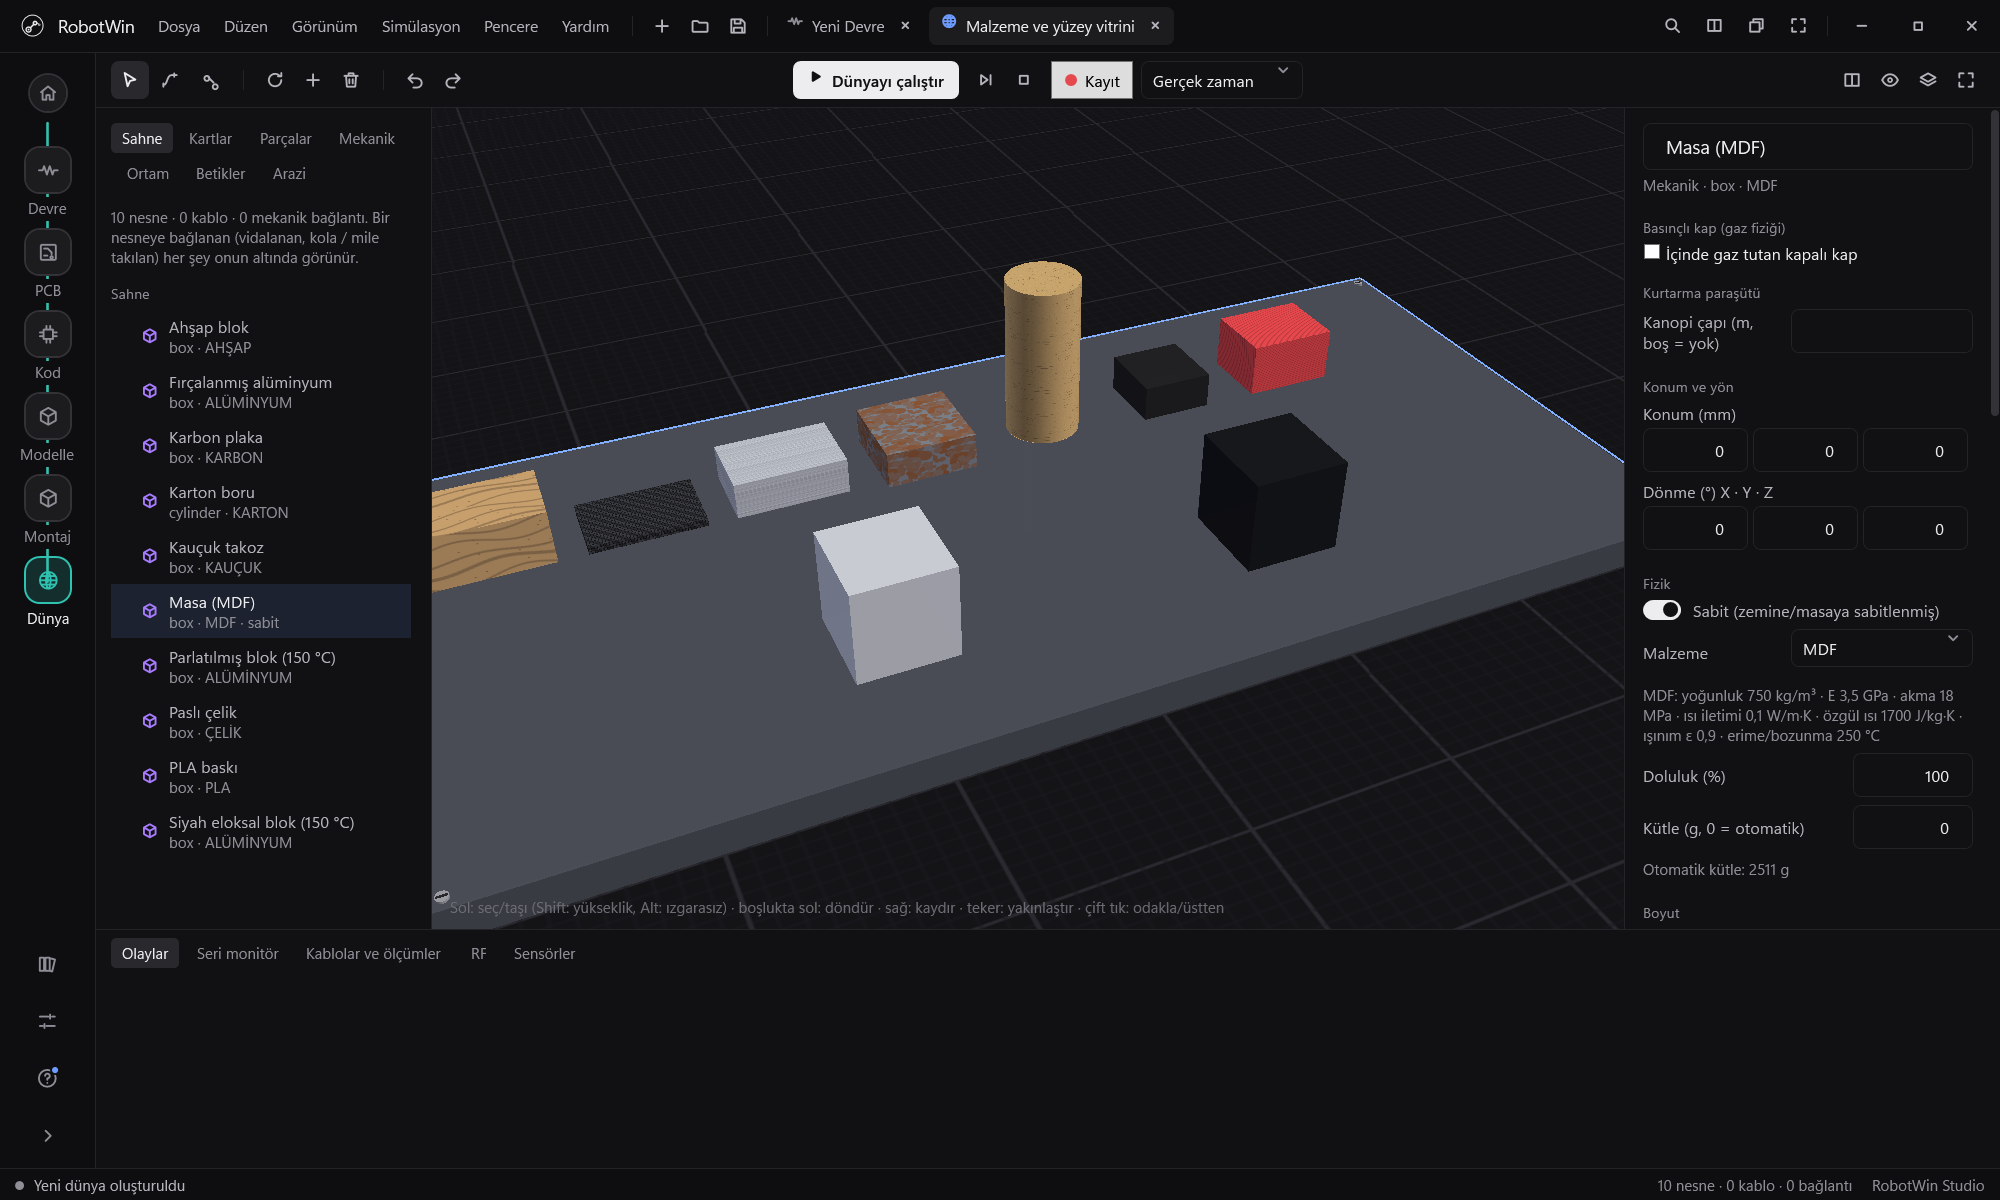 RobotWin Dosya Düzen Görünüm Simülasyon Pencere Yardım Yeni Devre Malzeme ve yüzey vitrini
Dünyayı çalıştır Kayıt Gerçek zaman
Devre
PCB
Kod
Modelle
Montaj
Dünya
Sahne Kartlar Parçalar Mekanik
Ortam Betikler Arazi
10 nesne · 0 kablo · 0 mekanik bağlantı. Bir
nesneye bağlanan (vidalanan, kola / mile
takılan) her şey onun altında görünür.
Sahne
Ahşap blok
box · AHŞAP
Fırçalanmış alüminyum
box · ALÜMİNYUM
Karbon plaka
box · KARBON
Karton boru
cylinder · KARTON
Kauçuk takoz
box · KAUÇUK
Masa (MDF)
box · MDF · sabit
Parlatılmış blok (150 °C)
box · ALÜMİNYUM
Paslı çelik
box · ÇELİK
PLA baskı
box · PLA
Siyah eloksal blok (150 °C)
box · ALÜMİNYUM
Sol: seç/taşı (Shift: yükseklik, Alt: ızgarasız) · boşlukta sol: döndür · sağ: kaydır · teker: yakınlaştır · çift tık: odakla/üstten
Masa (MDF)
Mekanik · box · MDF
Basınçlı kap (gaz fiziği)
İçinde gaz tutan kapalı kap
Kurtarma paraşütü
Kanopi çapı (m,
boş = yok)
Konum ve yön
Konum (mm)
0 0 0
Dönme (°) X · Y · Z
0 0 0
Fizik
Sabit (zemine/masaya sabitlenmiş)
Malzeme MDF
MDF: yoğunluk 750 kg/m³ · E 3,5 GPa · akma 18
MPa · ısı iletimi 0,1 W/m·K · özgül ısı 1700 J/kg·K ·
ışınım ε 0,9 · erime/bozunma 250 °C
Doluluk (%) 100
Kütle (g, 0 = otomatik) 0
Otomatik kütle: 2511 g
Boyut
Olaylar Seri monitör Kablolar ve ölçümler RF Sensörler
Yeni dünya oluşturuldu 10 nesne · 0 kablo · 0 bağlantı RobotWin Studio